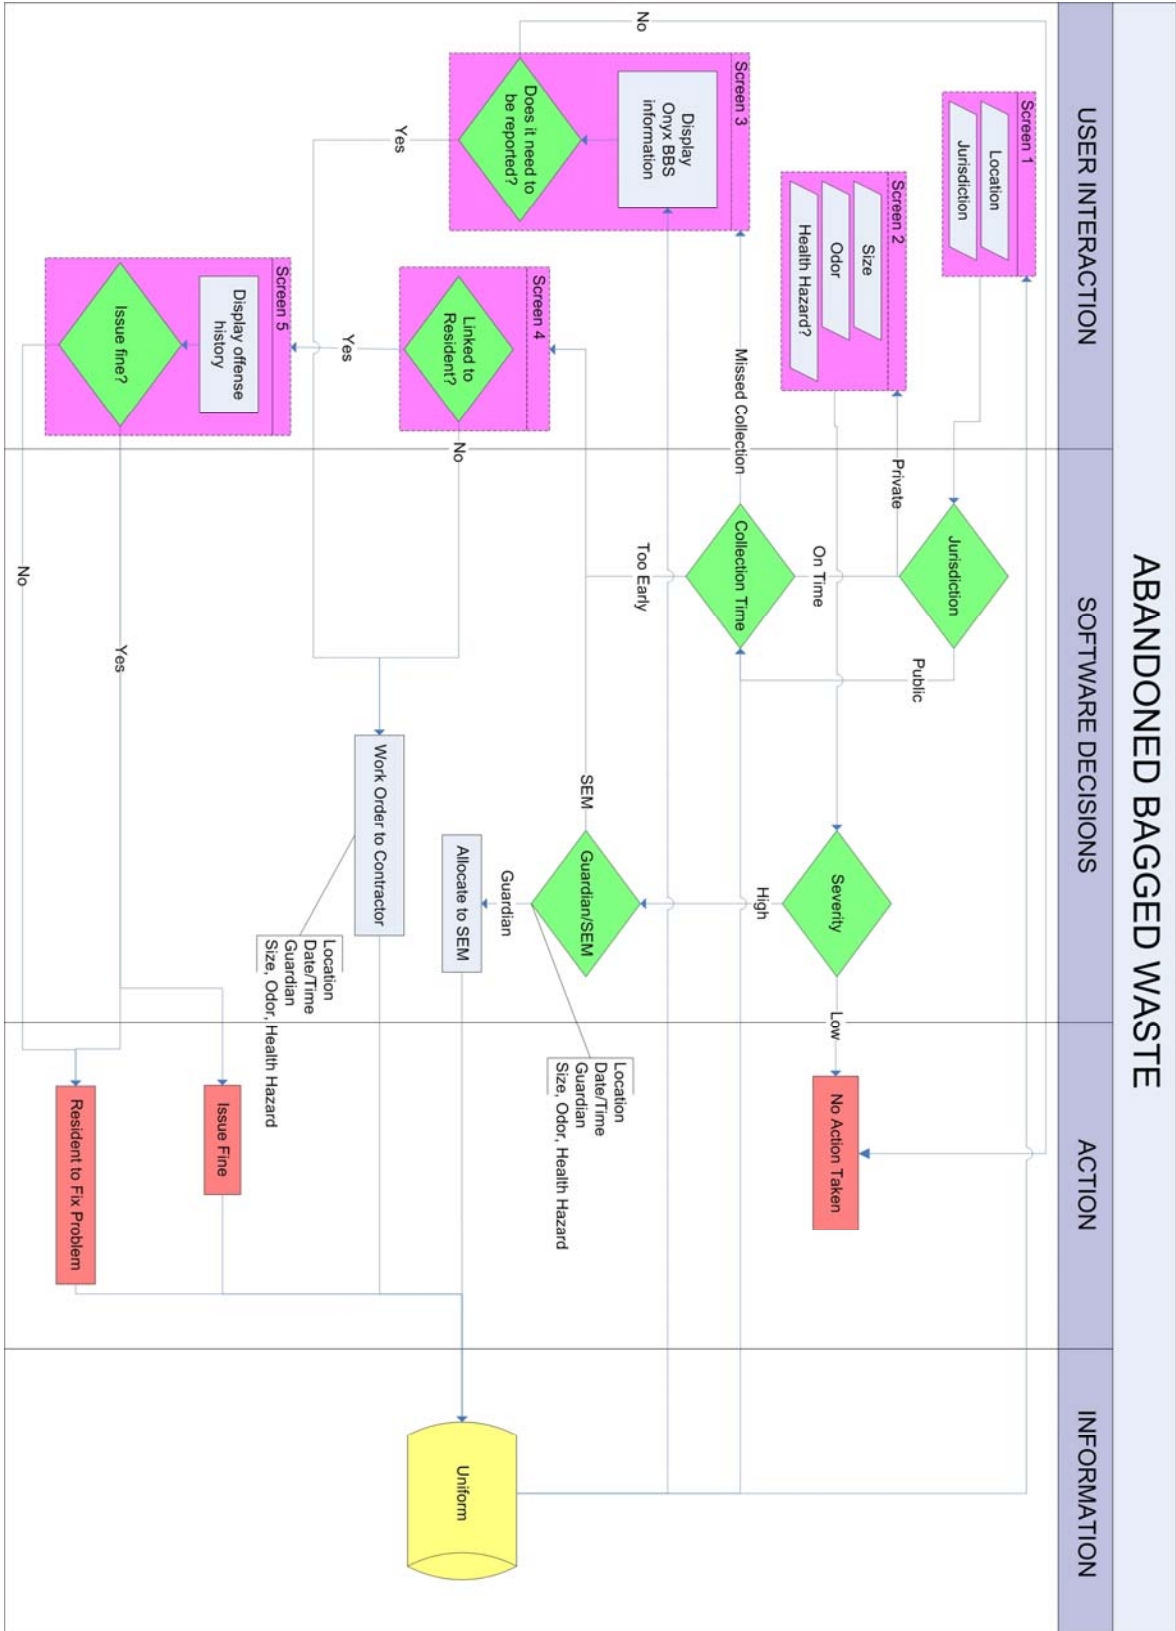 ABANDONED BAGGED WASTE
USER INTERACTION
SOFTWARE DECISIONS
ACTION
INFORMATION
Screen 1
Location
Jurisdiction
Jurisdiction
Private
Public
Screen 2
Size
Odor
Health Hazard?
On Time
Severity
Low
No Action Taken
High
Collection Time
Missed Collection
Too Early
Screen 3
Display
Onyx BBS
information
Does it need to
be reported?
No
Yes
Guardian/SEM
SEM
Guardian
Location
Date/Time
Guardian
Size, Odor, Health Hazard
Allocate to SEM
Screen 4
Linked to
Resident?
No
Yes
Work Order to Contractor
Location
Date/Time
Guardian
Size, Odor, Health Hazard
Screen 5
Display offense
history
Issue fine?
Yes
No
Issue Fine
Resident to Fix Problem
Uniform